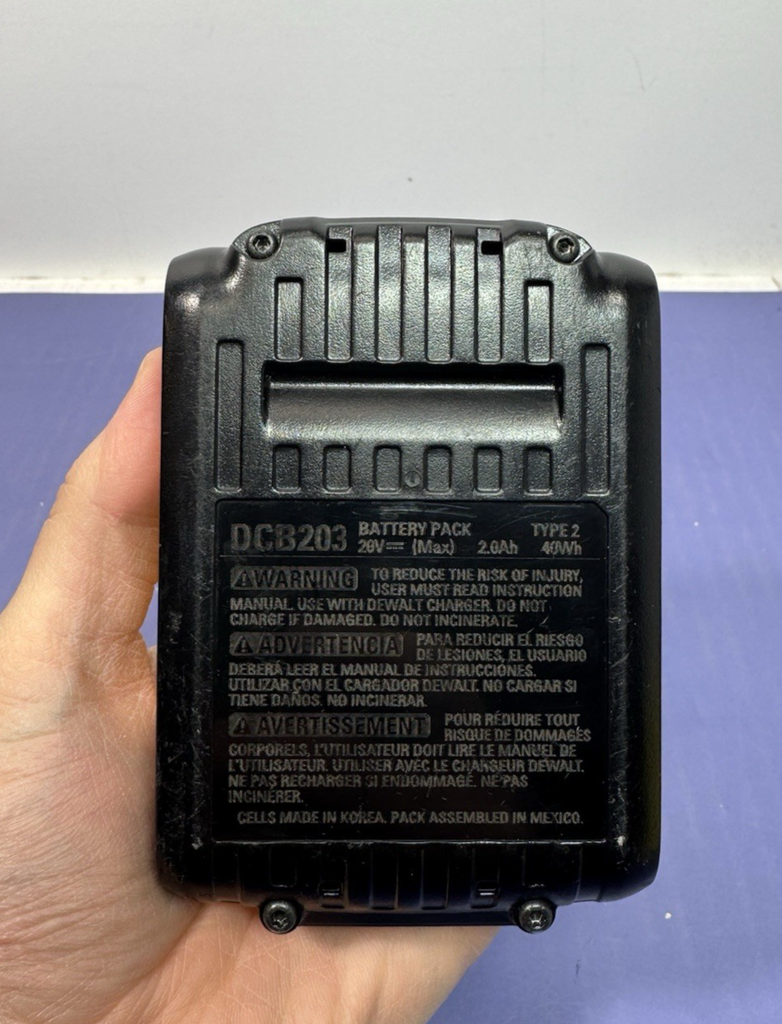 DCB203 BATTERY PACK TYPE 2
20V⎓ (Max) 2.0Ah 40Wh
⚠WARNING TO REDUCE THE RISK OF INJURY,
USER MUST READ INSTRUCTION
MANUAL. USE WITH DEWALT CHARGER. DO NOT
CHARGE IF DAMAGED. DO NOT INCINERATE.
⚠ADVERTENCIA PARA REDUCIR EL RIESGO
DE LESIONES, EL USUARIO
DEBERÁ LEER EL MANUAL DE INSTRUCCIONES.
UTILIZAR CON EL CARGADOR DEWALT. NO CARGAR SI
TIENE DAÑOS. NO INCINERAR.
⚠AVERTISSEMENT POUR RÉDUIRE TOUT
RISQUE DE DOMMAGES
CORPORELS, L'UTILISATEUR DOIT LIRE LE MANUEL DE
L'UTILISATEUR. UTILISER AVEC LE CHARGEUR DEWALT.
NE PAS RECHARGER SI ENDOMMAGÉ. NE PAS
INCINÉRER.
CELLS MADE IN KOREA. PACK ASSEMBLED IN MEXICO.